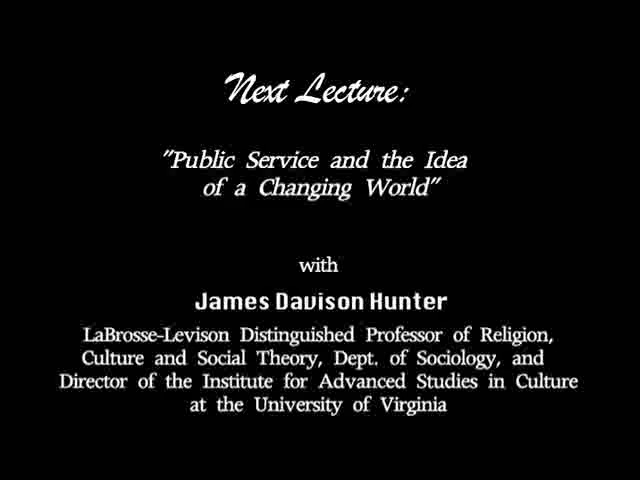 Next Lecture:
"Public Service and the Idea
of a Changing World"
with
James Davison Hunter
LaBrosse-Levison Distinguished Professor of Religion,
Culture and Social Theory, Dept. of Sociology, and
Director of the Institute for Advanced Studies in Culture
at the University of Virginia